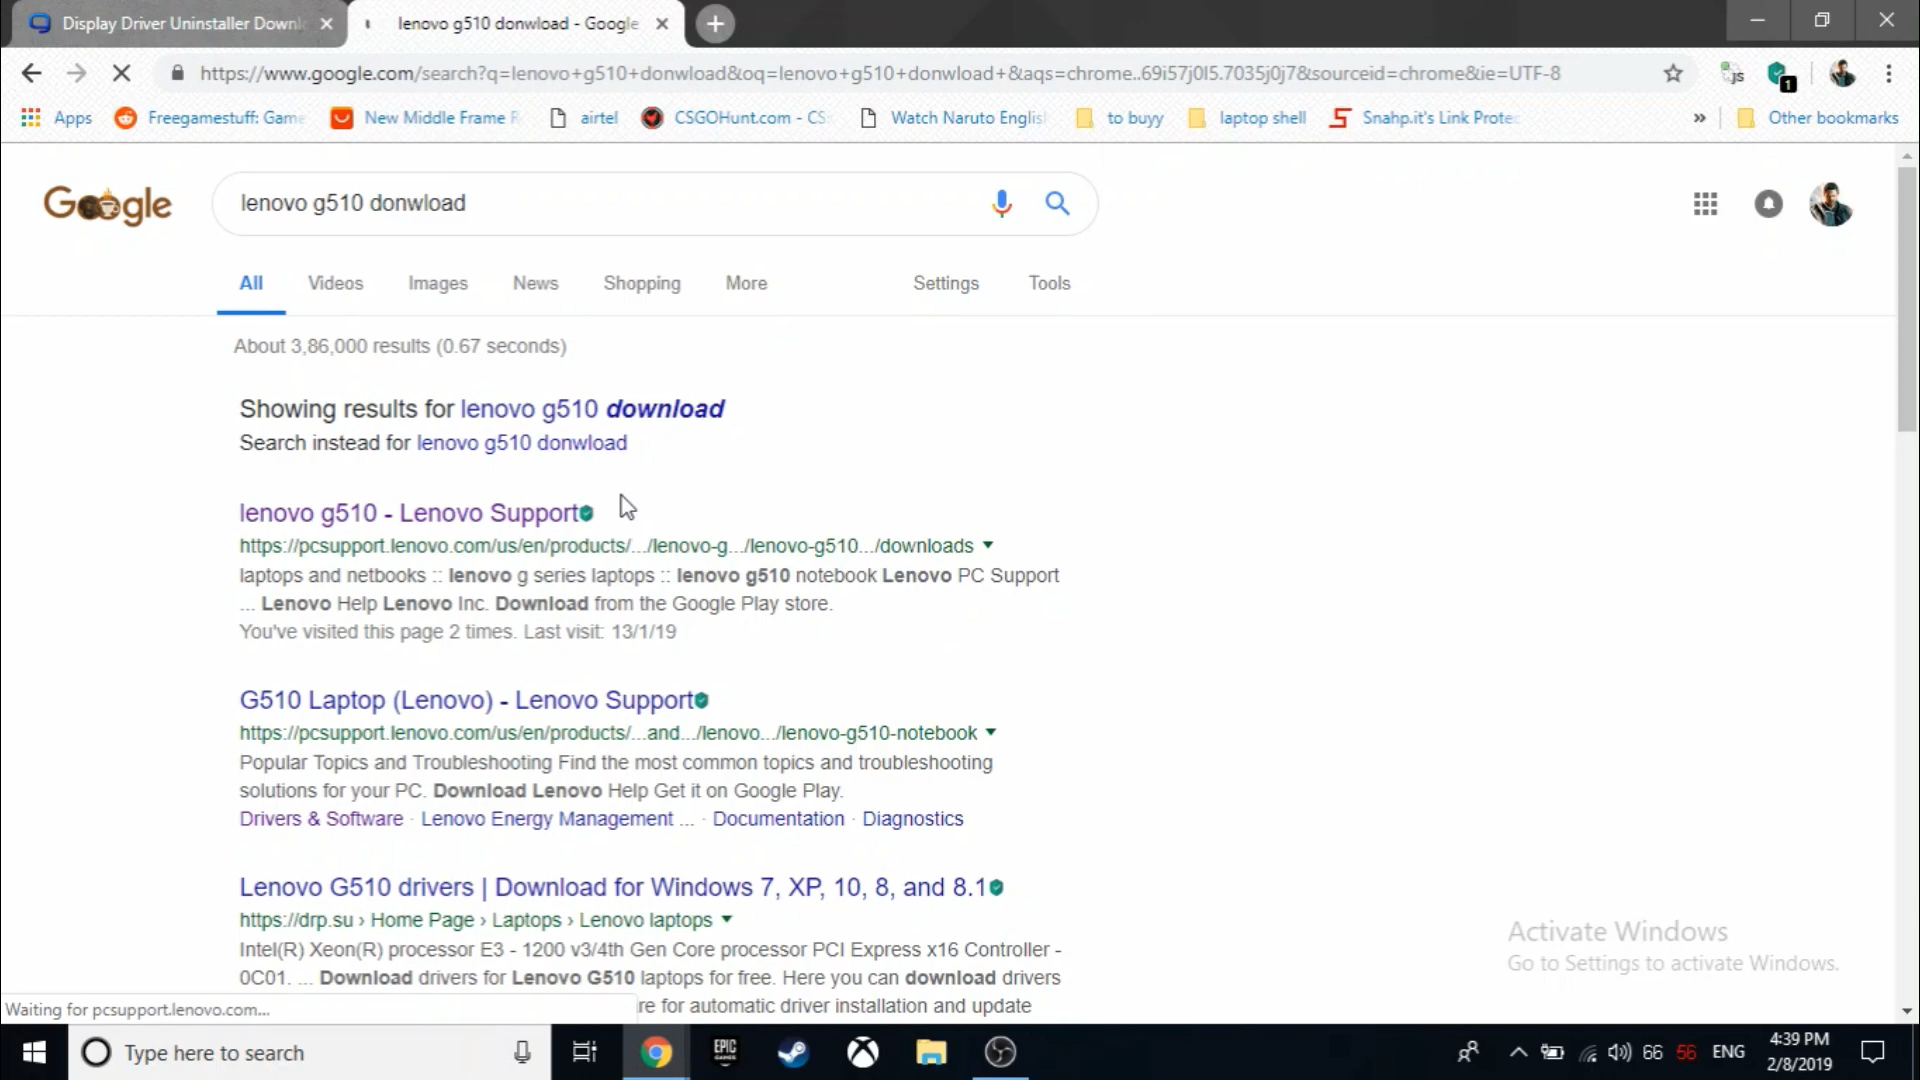 Display Driver Uninstaller Downl
lenovo g510 donwload - Google
https://www.google.com/search?q=lenovo+g510+donwload&oq=lenovo+g510+donwload+&aqs=chrome..69i57j0l5.7035j0j7&sourceid=chrome&ie=UTF-8
JS
1
Apps
Freegamestuff: Game
New Middle Frame R
airtel
CSGOHunt.com - CS
Watch Naruto English
to buyy
laptop shell
Snahp.it's Link Protec
»
Other bookmarks
Google
lenovo g510 donwload
All Videos Images News Shopping More Settings Tools
About 3,86,000 results (0.67 seconds)
Showing results for lenovo g510 download
Search instead for lenovo g510 donwload
lenovo g510 - Lenovo Support
https://pcsupport.lenovo.com/us/en/products/.../lenovo-g.../lenovo-g510.../downloads
laptops and netbooks :: lenovo g series laptops :: lenovo g510 notebook Lenovo PC Support
... Lenovo Help Lenovo Inc. Download from the Google Play store.
You've visited this page 2 times. Last visit: 13/1/19
G510 Laptop (Lenovo) - Lenovo Support
https://pcsupport.lenovo.com/us/en/products/...and.../lenovo.../lenovo-g510-notebook
Popular Topics and Troubleshooting Find the most common topics and troubleshooting
solutions for your PC. Download Lenovo Help Get it on Google Play.
Drivers & Software · Lenovo Energy Management ... · Documentation · Diagnostics
Lenovo G510 drivers | Download for Windows 7, XP, 10, 8, and 8.1
https://drp.su › Home Page › Laptops › Lenovo laptops
Intel(R) Xeon(R) processor E3 - 1200 v3/4th Gen Core processor PCI Express x16 Controller -
0C01. ... Download drivers for Lenovo G510 laptops for free. Here you can download drivers
re for automatic driver installation and update
Activate Windows
Go to Settings to activate Windows.
Waiting for pcsupport.lenovo.com...
Type here to search
EPIC
GAMES
66
56
ENG
4:39 PM
2/8/2019